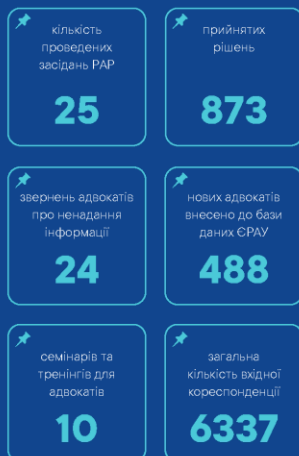 кількість
проведених
засідань РАР
25
прийнятих
рішень
873
звернень адвокатів
про ненадання
інформації
24
нових адвокатів
внесено до бази
даних ЄРАУ
488
семінарів та
тренінгів для
адвокатів
10
загальна
кількість вхідної
кореспонденції
6337